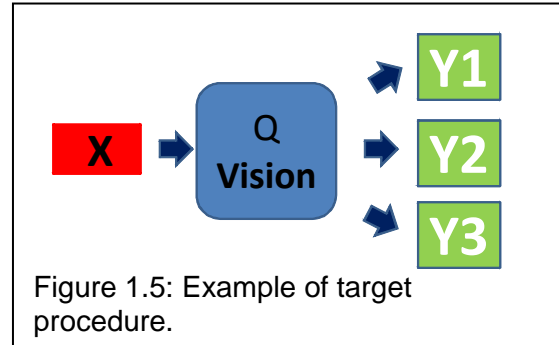 Y1
X
Q
Vision
Y2
Y3
Figure 1.5: Example of target
procedure.